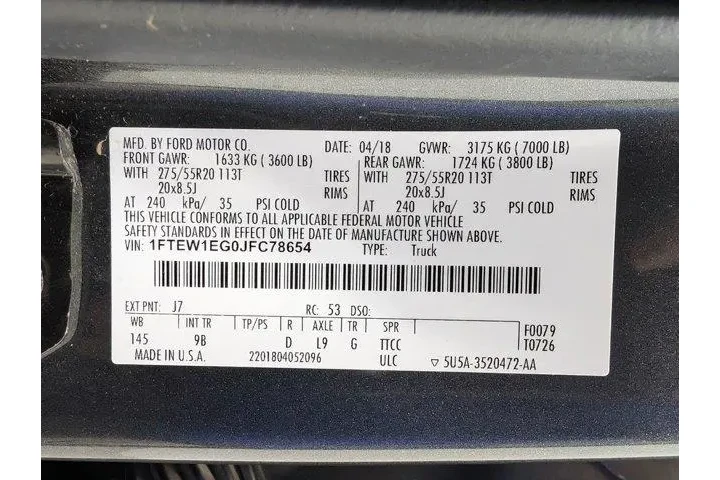 MFD. BY FORD MOTOR CO. DATE: 04/18 GVWR: 3175 KG (7000 LB)
FRONT GAWR: 1633 KG (3600 LB) REAR GAWR: 1724 KG (3800 LB)
WITH 275/55R20 113T TIRES WITH 275/55R20 113T TIRES
20x8.5J RIMS 20x8.5J RIMS
AT 240 kPa/ 35 PSI COLD AT 240 kPa/ 35 PSI COLD
THIS VEHICLE CONFORMS TO ALL APPLICABLE FEDERAL MOTOR VEHICLE
SAFETY STANDARDS IN EFFECT ON THE DATE OF MANUFACTURE SHOWN ABOVE.
VIN: 1FTEW1EG0JFC78654 TYPE: Truck
EXT PNT: J7 RC: 53 DSO:
WB INT TR TP/PS R AXLE TR SPR F0079
145 9B D L9 G TTCC T0726
MADE IN U.S.A. 2201804052096 ULC ▽ 5U5A-3520472-AA